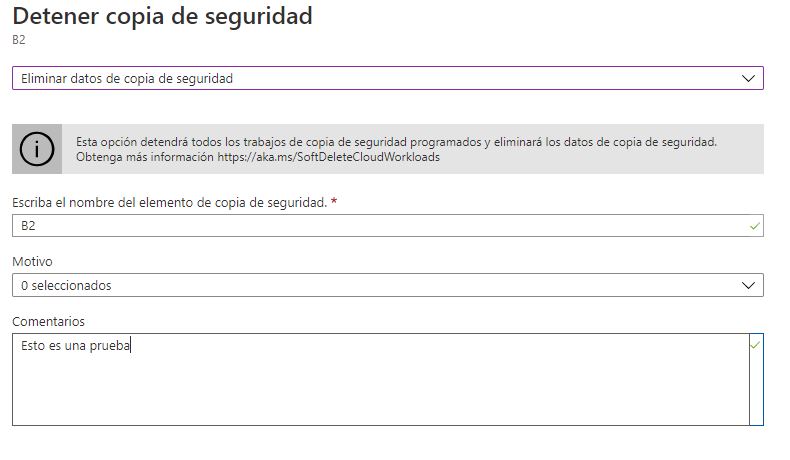 Detener copia de seguridad
B2
Eliminar datos de copia de seguridad
Esta opción detendrá todos los trabajos de copia de seguridad programados y eliminará los datos de copia de seguridad.
Obtenga más información https://aka.ms/SoftDeleteCloudWorkloads
Escriba el nombre del elemento de copia de seguridad. *
B2
Motivo
0 seleccionados
Comentarios
Esto es una prueba